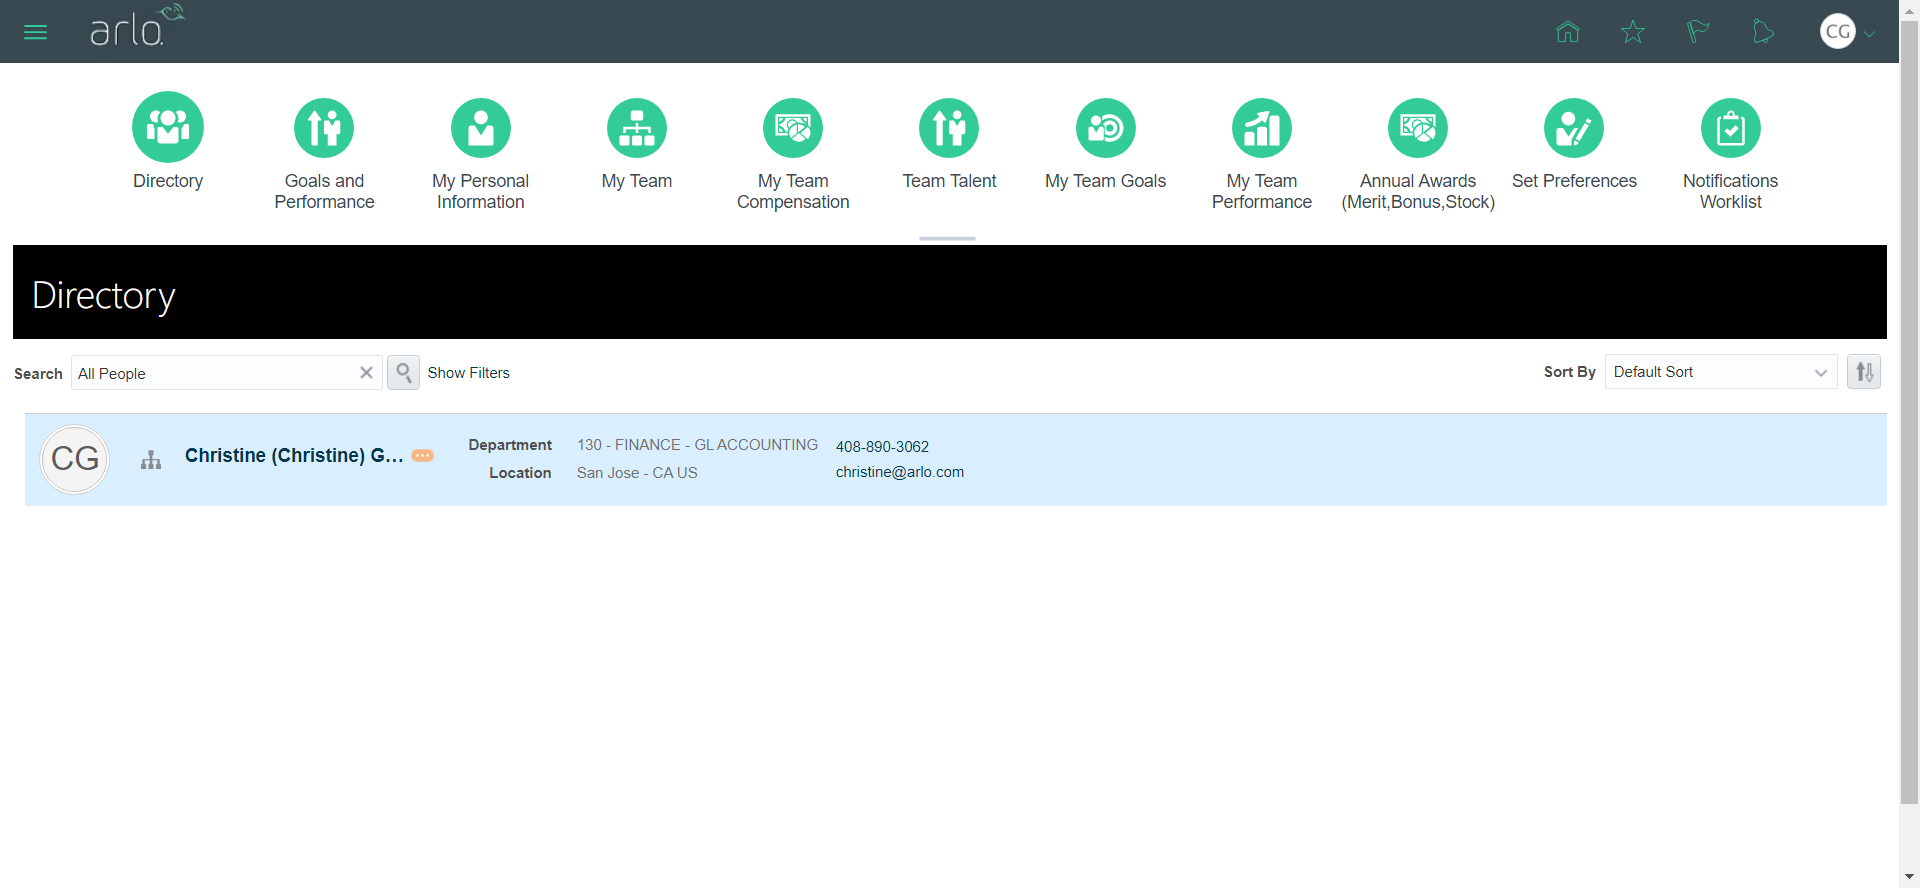 arlo
CG
Directory
Goals and
Performance
My Personal
Information
My Team
My Team
Compensation
Team Talent
My Team Goals
My Team
Performance
Annual Awards
(Merit,Bonus,Stock)
Set Preferences
Notifications
Worklist
Directory
Search All People Show Filters
Sort By Default Sort
CG Christine (Christine) G...
Department 130 - FINANCE - GL ACCOUNTING 408-890-3062
Location San Jose - CA US christine@arlo.com